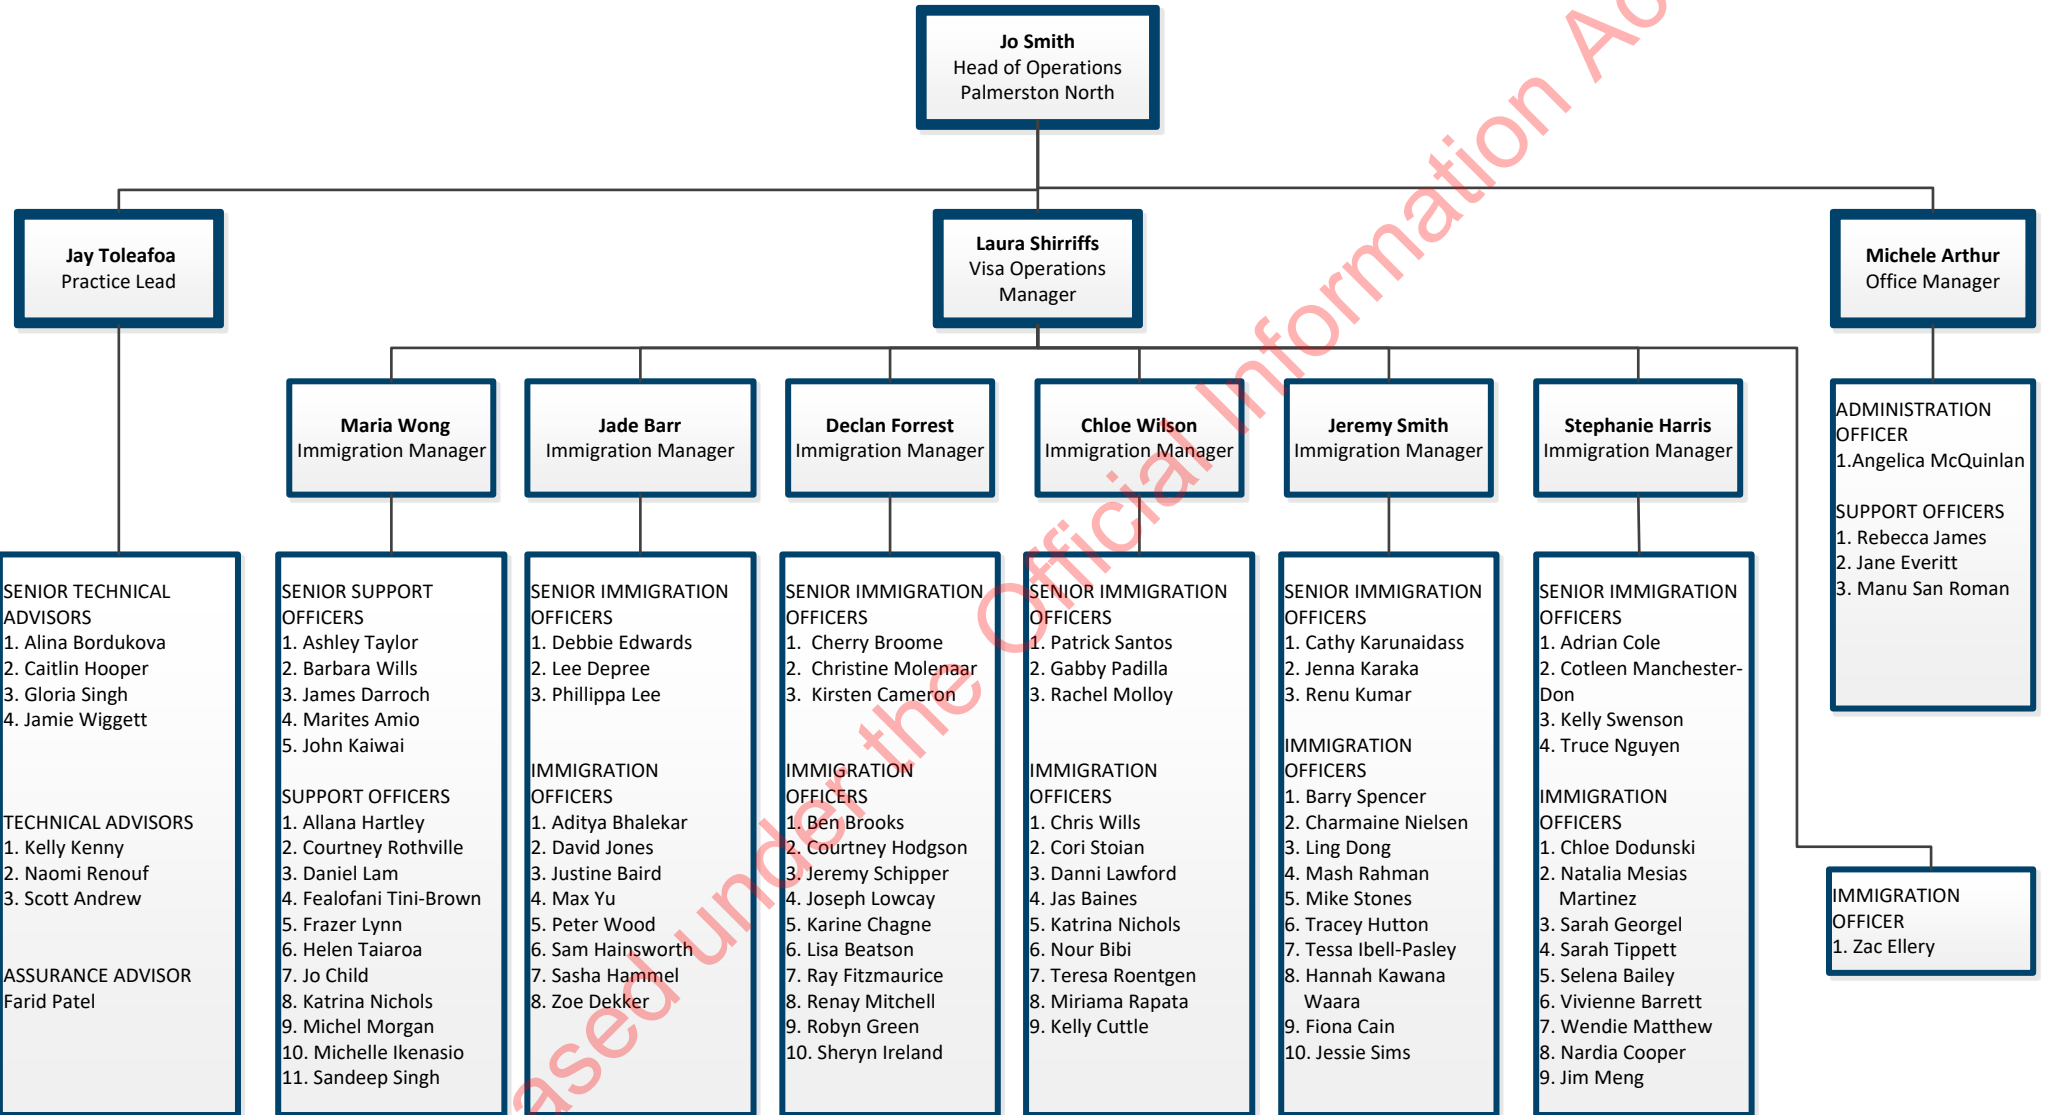 Jo Smith
Head of Operations
Palmerston North
Jay Toleafoa
Practice Lead
Laura Shirriffs
Visa Operations
Manager
Michele Arthur
Office Manager
Maria Wong
Immigration Manager
Jade Barr
Immigration Manager
Declan Forrest
Immigration Manager
Chloe Wilson
Immigration Manager
Jeremy Smith
Immigration Manager
Stephanie Harris
Immigration Manager
ADMINISTRATION
OFFICER
1.Angelica McQuinlan
SUPPORT OFFICERS
1. Rebecca James
2. Jane Everitt
3. Manu San Roman
SENIOR TECHNICAL
ADVISORS
1. Alina Bordukova
2. Caitlin Hooper
3. Gloria Singh
4. Jamie Wiggett
TECHNICAL ADVISORS
1. Kelly Kenny
2. Naomi Renouf
3. Scott Andrew
ASSURANCE ADVISOR
Farid Patel
SENIOR SUPPORT
OFFICERS
1. Ashley Taylor
2. Barbara Wills
3. James Darroch
4. Marites Amio
5. John Kaiwai
SUPPORT OFFICERS
1. Allana Hartley
2. Courtney Rothville
3. Daniel Lam
4. Fealofani Tini-Brown
5. Frazer Lynn
6. Helen Taiaroa
7. Jo Child
8. Katrina Nichols
9. Michel Morgan
10. Michelle Ikenasio
11. Sandeep Singh
SENIOR IMMIGRATION
OFFICERS
1. Debbie Edwards
2. Lee Depree
3. Phillippa Lee
IMMIGRATION
OFFICERS
1. Aditya Bhalekar
2. David Jones
3. Justine Baird
4. Max Yu
5. Peter Wood
6. Sam Hainsworth
7. Sasha Hammel
8. Zoe Dekker
SENIOR IMMIGRATION
OFFICERS
1. Cherry Broome
2. Christine Molenaar
3. Kirsten Cameron
IMMIGRATION
OFFICERS
1. Ben Brooks
2. Courtney Hodgson
3. Jeremy Schipper
4. Joseph Lowcay
5. Karine Chagne
6. Lisa Beatson
7. Ray Fitzmaurice
8. Renay Mitchell
9. Robyn Green
10. Sheryn Ireland
SENIOR IMMIGRATION
OFFICERS
1. Patrick Santos
2. Gabby Padilla
3. Rachel Molloy
IMMIGRATION
OFFICERS
1. Chris Wills
2. Cori Stoian
3. Danni Lawford
4. Jas Baines
5. Katrina Nichols
6. Nour Bibi
7. Teresa Roentgen
8. Miriama Rapata
9. Kelly Cuttle
SENIOR IMMIGRATION
OFFICERS
1. Cathy Karunaidass
2. Jenna Karaka
3. Renu Kumar
IMMIGRATION
OFFICERS
1. Barry Spencer
2. Charmaine Nielsen
3. Ling Dong
4. Mash Rahman
5. Mike Stones
6. Tracey Hutton
7. Tessa Ibell-Pasley
8. Hannah Kawana
Waara
9. Fiona Cain
10. Jessie Sims
SENIOR IMMIGRATION
OFFICERS
1. Adrian Cole
2. Cotleen Manchester-
Don
3. Kelly Swenson
4. Truce Nguyen
IMMIGRATION
OFFICERS
1. Chloe Dodunski
2. Natalia Mesias
Martinez
3. Sarah Georgel
4. Sarah Tippett
5. Selena Bailey
6. Vivienne Barrett
7. Wendie Matthew
8. Nardia Cooper
9. Jim Meng
IMMIGRATION
OFFICER
1. Zac Ellery
ased under the Official Information Ac